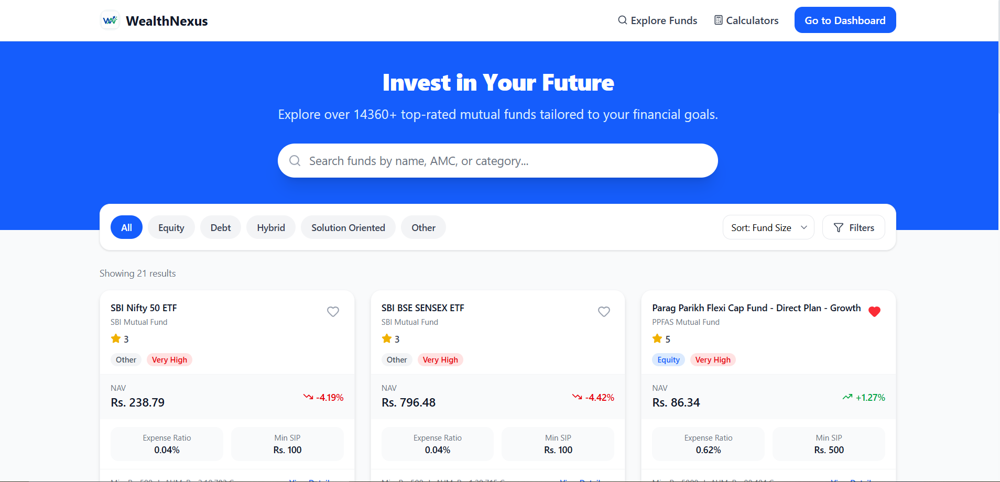 WealthNexus
Explore Funds
Calculators
Go to Dashboard
Invest in Your Future
Explore over 14360+ top-rated mutual funds tailored to your financial goals.
Search funds by name, AMC, or category...
All
Equity
Debt
Hybrid
Solution Oriented
Other
Sort: Fund Size
Filters
Showing 21 results
SBI Nifty 50 ETF
SBI Mutual Fund
3
Other
Very High
NAV
Rs. 238.79
-4.19%
Expense Ratio
0.04%
Min SIP
Rs. 100
SBI BSE SENSEX ETF
SBI Mutual Fund
3
Other
Very High
NAV
Rs. 796.48
-4.42%
Expense Ratio
0.04%
Min SIP
Rs. 100
Parag Parikh Flexi Cap Fund - Direct Plan - Growth
PPFAS Mutual Fund
5
Equity
Very High
NAV
Rs. 86.34
+1.27%
Expense Ratio
0.62%
Min SIP
Rs. 500